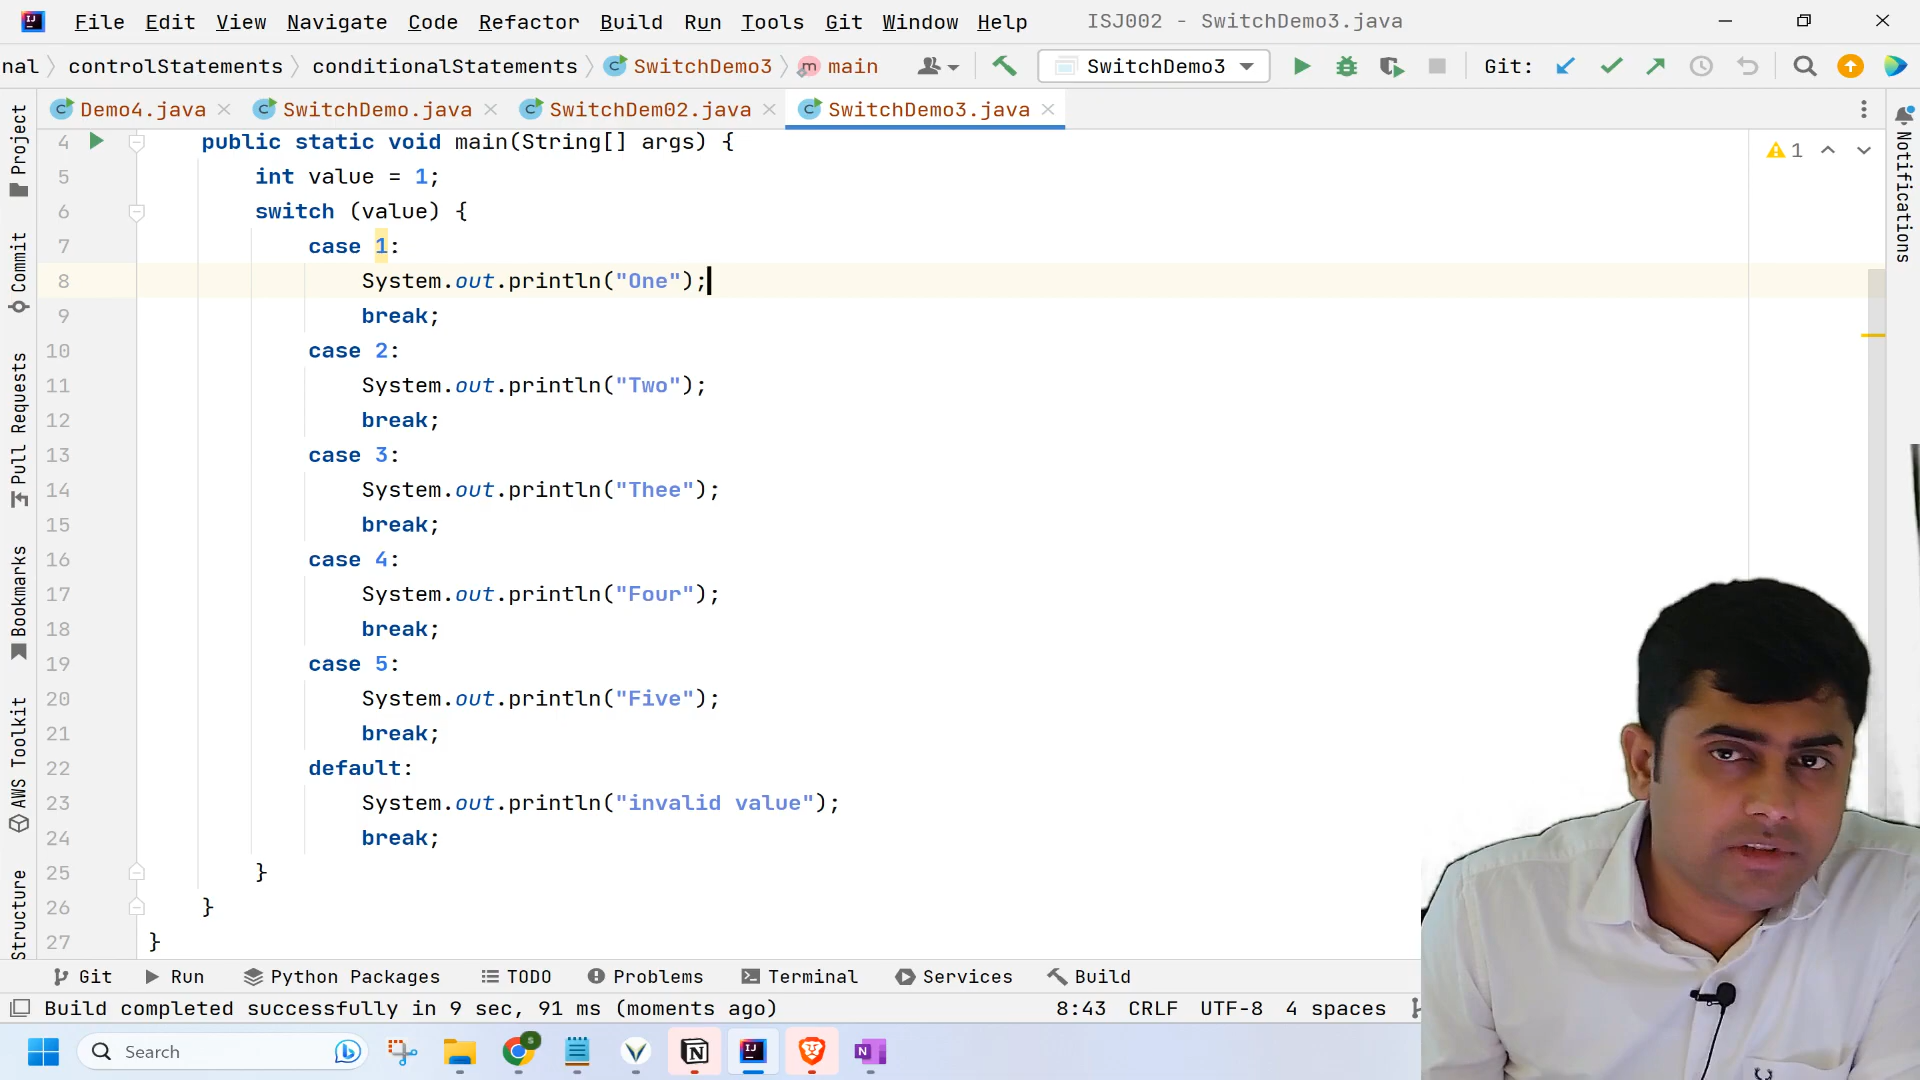 File Edit View Navigate Code Refactor Build Run Tools Git Window Help ISJ002 - SwitchDemo3.java
nal controlStatements conditionalStatements SwitchDemo3 main SwitchDemo3 Git:
Demo4.java SwitchDemo.java SwitchDem02.java SwitchDemo3.java
4 public static void main(String[] args) {
5 int value = 1;
6 switch (value) {
7 case 1:
8 System.out.println("One");
9 break;
10 case 2:
11 System.out.println("Two");
12 break;
13 case 3:
14 System.out.println("Thee");
15 break;
16 case 4:
17 System.out.println("Four");
18 break;
19 case 5:
20 System.out.println("Five");
21 break;
22 default:
23 System.out.println("invalid value");
24 break;
25 }
26 }
27 }
1
Project
Commit
Pull Requests
Bookmarks
AWS Toolkit
Structure
Notifications
Git Run Python Packages TODO Problems Terminal Services Build
Build completed successfully in 9 sec, 91 ms (moments ago) 8:43 CRLF UTF-8 4 spaces
Search